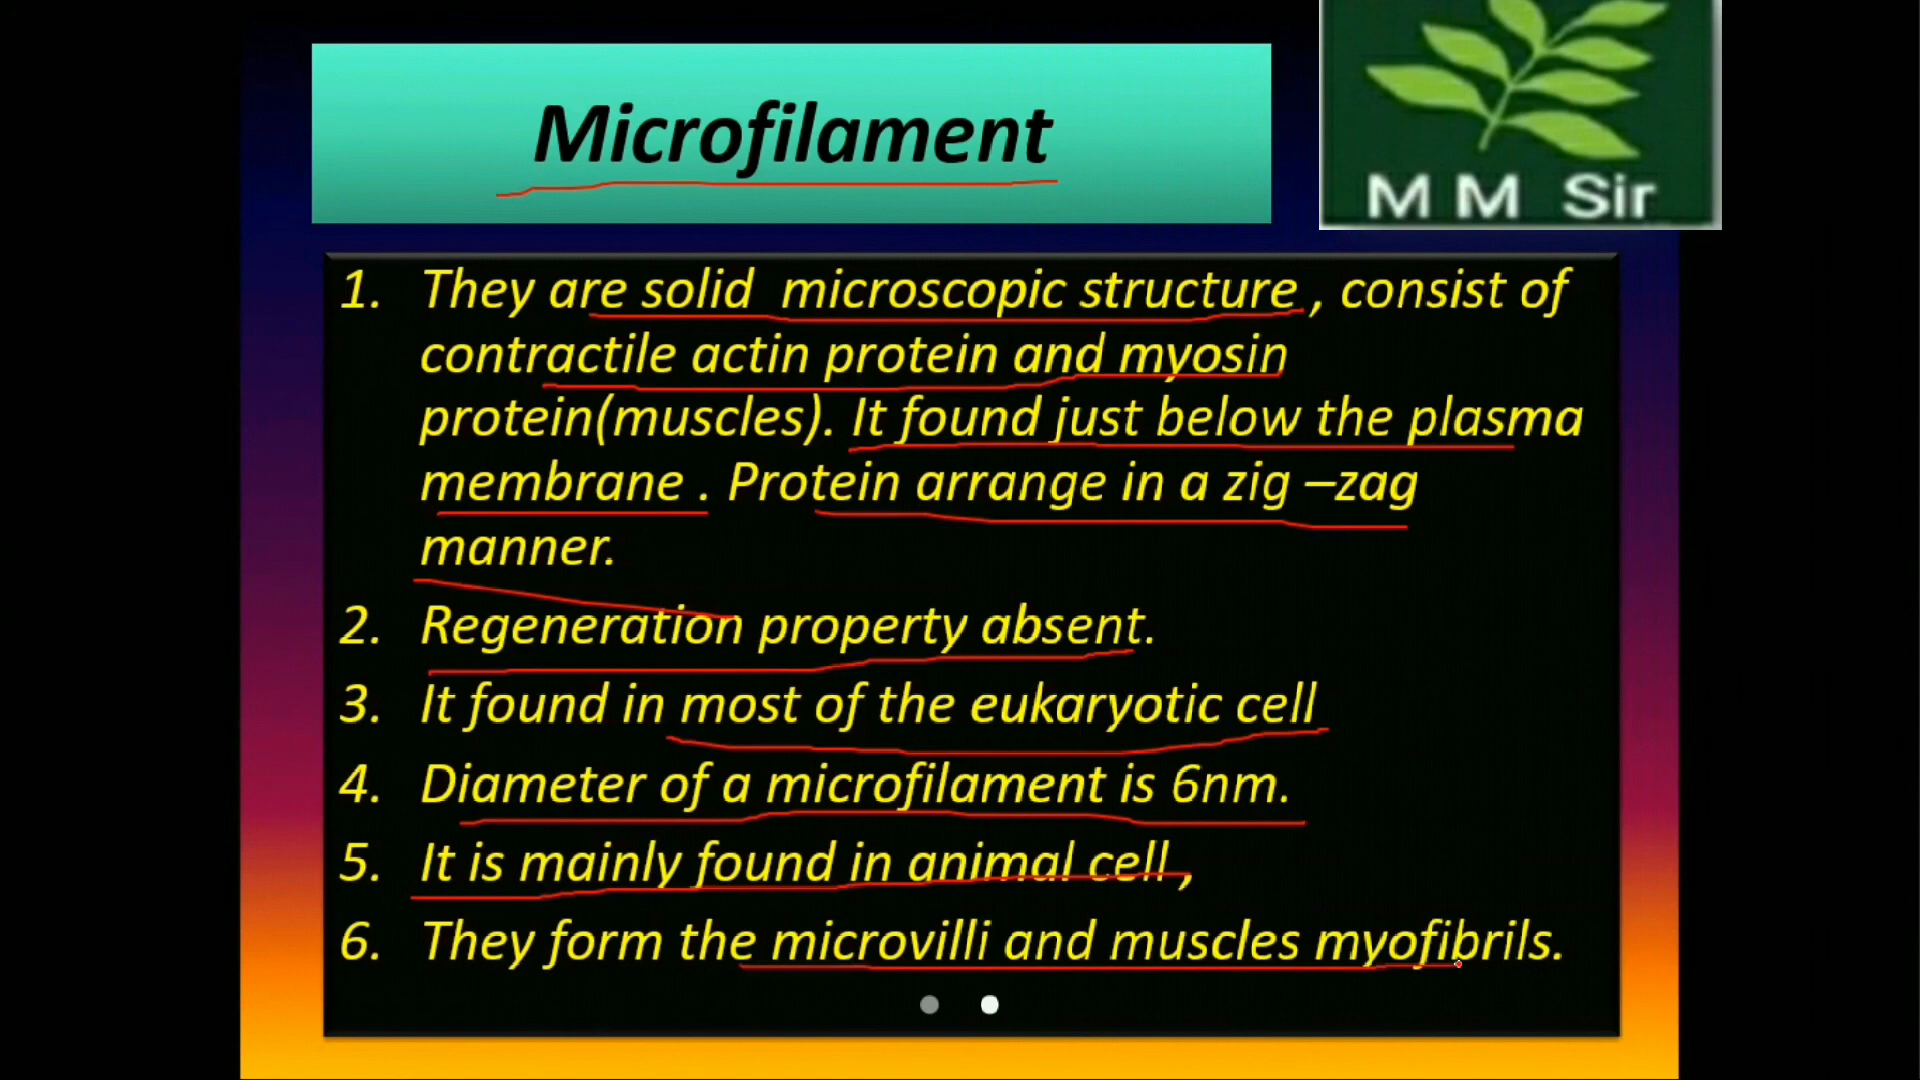 Microfilament
M M Sir
1. They are solid microscopic structure , consist of
contractile actin protein and myosin
protein(muscles). It found just below the plasma
membrane . Protein arrange in a zig –zag
manner.
2. Regeneration property absent.
3. It found in most of the eukaryotic cell
4. Diameter of a microfilament is 6nm.
5. It is mainly found in animal cell ,
6. They form the microvilli and muscles myofibrils.